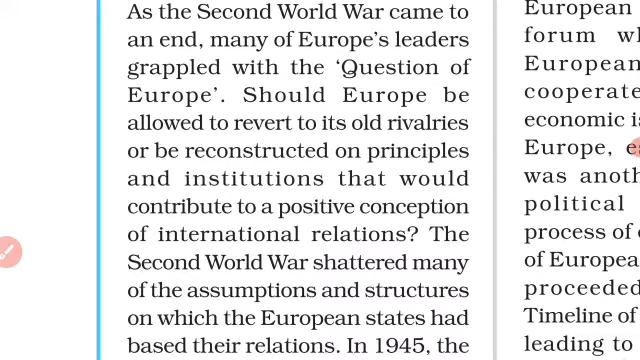 As the Second World War came to
an end, many of Europe's leaders
grappled with the 'Question of
Europe'. Should Europe be
allowed to revert to its old rivalries
or be reconstructed on principles
and institutions that would
contribute to a positive conception
of international relations? The
Second World War shattered many
of the assumptions and structures
on which the European states had
based their relations. In 1945, the
European
forum
European
cooperate
economic
Europe,
was
political
process of
of
proceeded
Timeline of
leading to